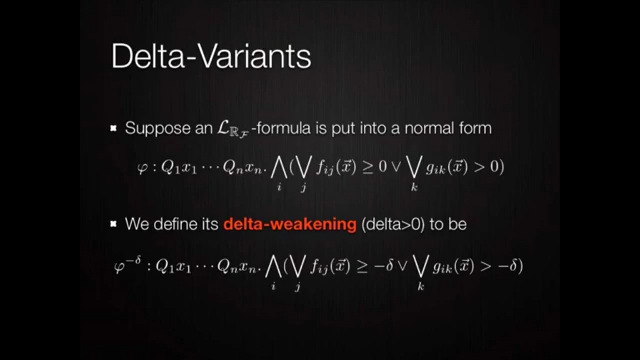 Delta-Variants
Suppose an 𝓛_ℝ_𝓕-formula is put into a normal form
φ : Q₁x₁ ⋯ Qₙxₙ. ⋀_i (⋁_j f_ij(x⃗) ≥ 0 ∨ ⋁_k g_ik(x⃗) > 0)
We define its delta-weakening (delta>0) to be
φ^−δ : Q₁x₁ ⋯ Qₙxₙ. ⋀_i (⋁_j f_ij(x⃗) ≥ −δ ∨ ⋁_k g_ik(x⃗) > −δ)